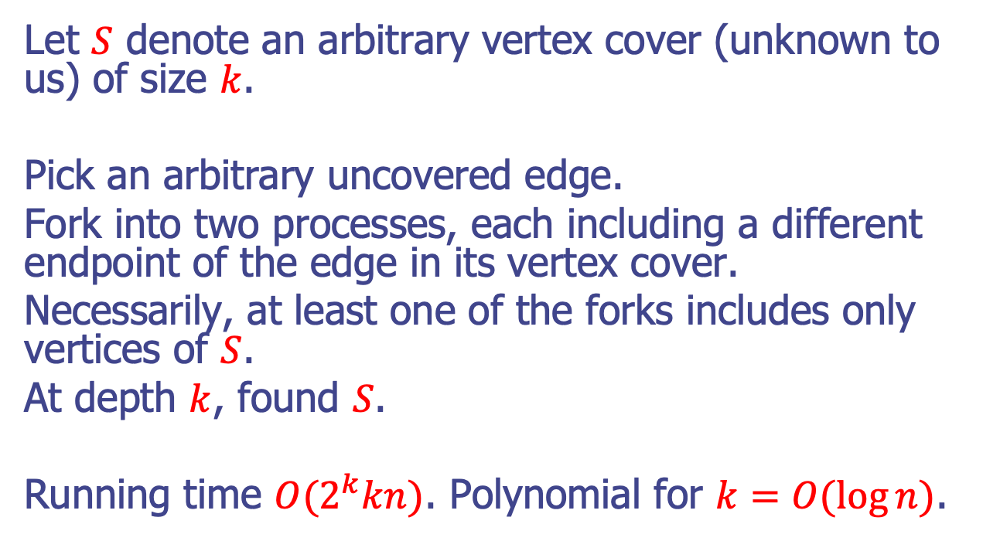 Let S denote an arbitrary vertex cover (unknown to
us) of size k.
Pick an arbitrary uncovered edge.
Fork into two processes, each including a different
endpoint of the edge in its vertex cover.
Necessarily, at least one of the forks includes only
vertices of S.
At depth k, found S.
Running time O(2^k kn). Polynomial for k = O(log n).